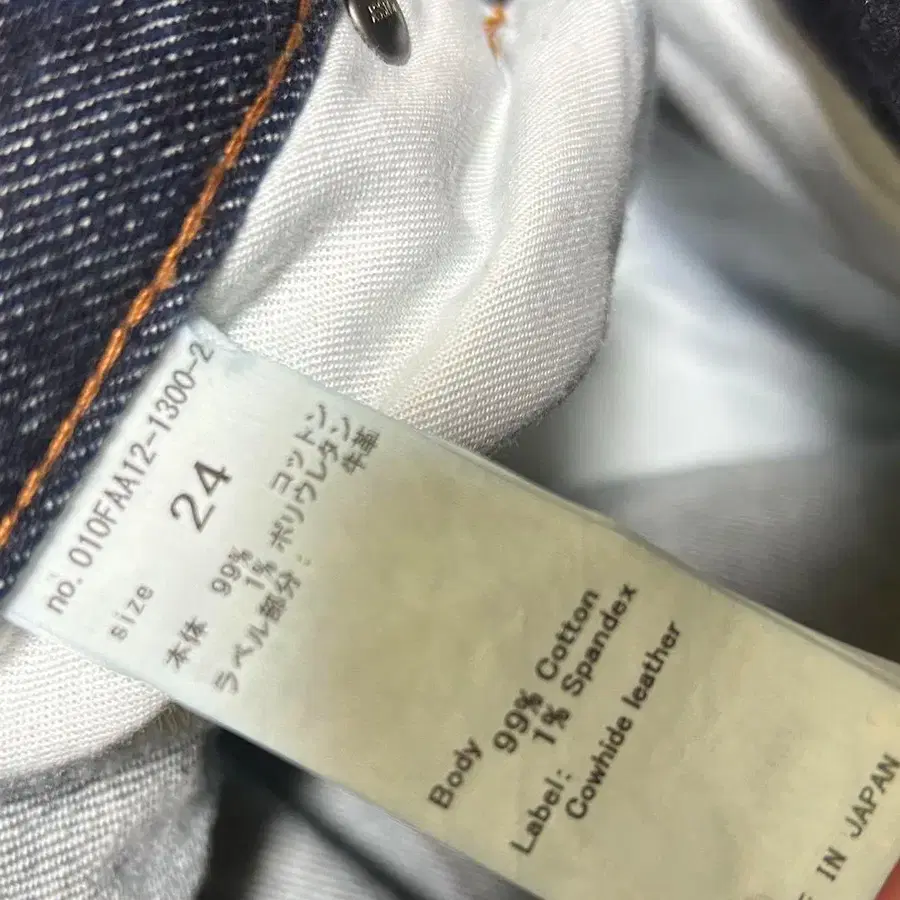 no. 010FAA12-1300-2
size 24
本体 99% コットン
1% ポリウレタン
ラベル部分: 牛革
Body 99% Cotton
1% Spandex
Label:
Cowhide leather
IN JAPAN